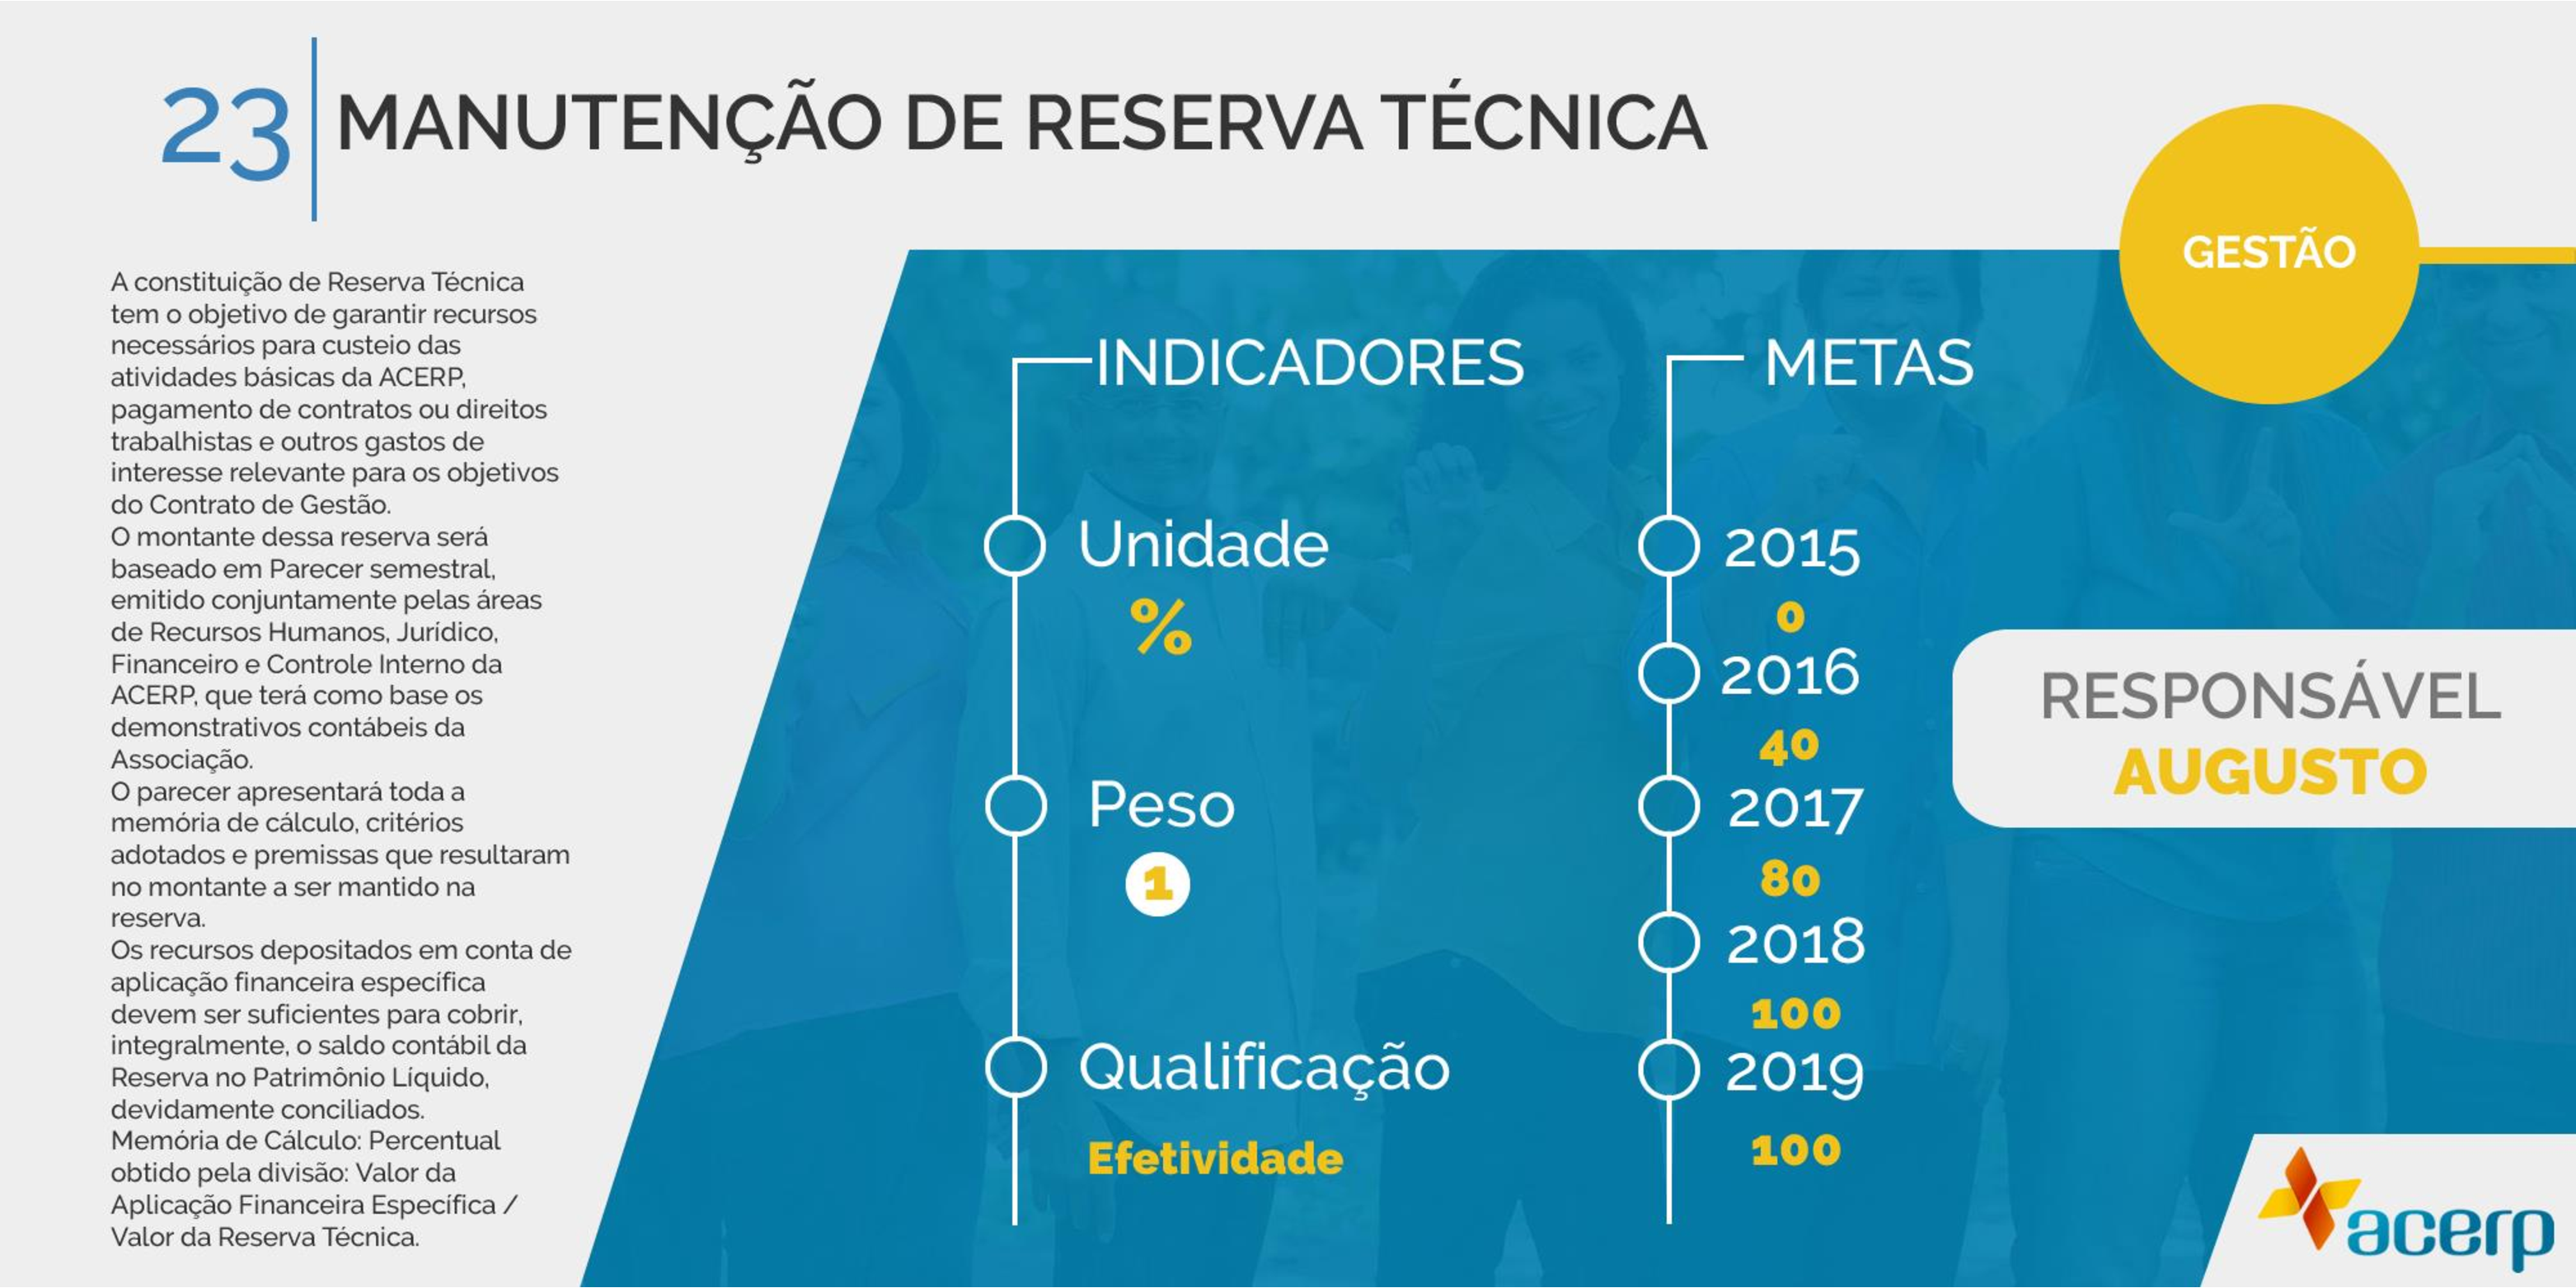 23 MANUTENÇÃO DE RESERVA TÉCNICA
GESTÃO
A constituição de Reserva Técnica
tem o objetivo de garantir recursos
necessários para custeio das
atividades básicas da ACERP,
pagamento de contratos ou direitos
trabalhistas e outros gastos de
interesse relevante para os objetivos
do Contrato de Gestão.
O montante dessa reserva será
baseado em Parecer semestral,
emitido conjuntamente pelas áreas
de Recursos Humanos, Jurídico,
Financeiro e Controle Interno da
ACERP, que terá como base os
demonstrativos contábeis da
Associação.
O parecer apresentará toda a
memória de cálculo, critérios
adotados e premissas que resultaram
no montante a ser mantido na
reserva.
Os recursos depositados em conta de
aplicação financeira específica
devem ser suficientes para cobrir,
integralmente, o saldo contábil da
Reserva no Patrimônio Líquido,
devidamente conciliados.
Memória de Cálculo: Percentual
obtido pela divisão: Valor da
Aplicação Financeira Específica /
Valor da Reserva Técnica.
INDICADORES
Unidade
%
Peso
1
Qualificação
Efetividade
METAS
2015
0
2016
40
2017
80
2018
100
2019
100
RESPONSÁVEL
AUGUSTO
acerp